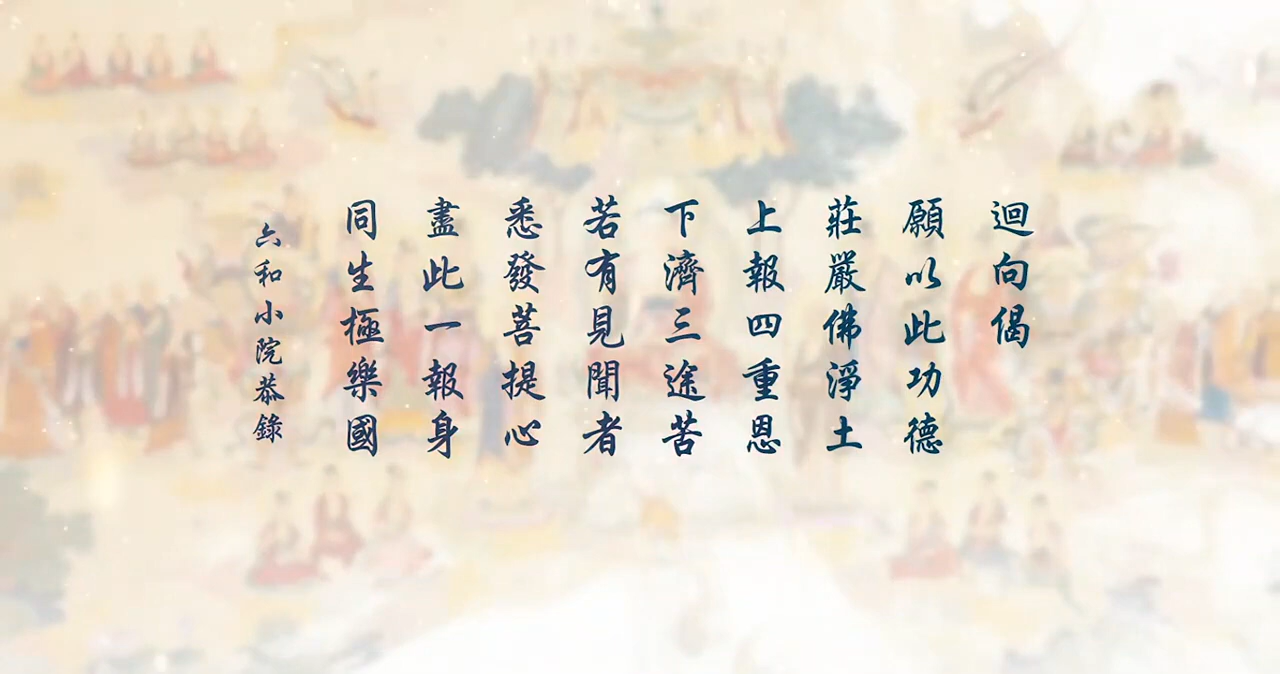 迴向偈
願以此功德
莊嚴佛淨土
上報四重恩
下濟三途苦
若有見聞者
悉發菩提心
盡此一報身
同生極樂國
六和小院恭錄